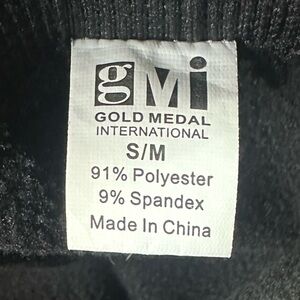 gMi
GOLD MEDAL
INTERNATIONAL
S/M
91% Polyester
9% Spandex
Made In China